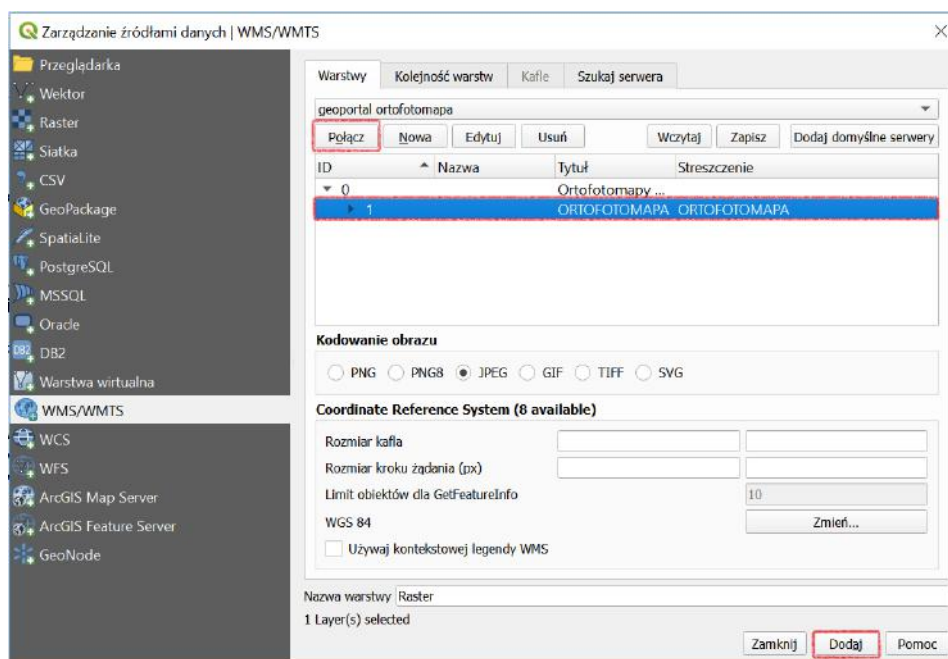 Zarządzanie źródłami danych | WMS/WMTS
Przeglądarka
Wektor
Raster
Siatka
CSV
GeoPackage
SpatiaLite
PostgreSQL
MSSQL
Oracle
DB2
Warstwa wirtualna
WMS/WMTS
WCS
WFS
ArcGIS Map Server
ArcGIS Feature Server
GeoNode
Warstwy Kolejność warstw Kafle Szukaj serwera
geoportal ortofotomapa
Połącz Nowa Edytuj Usuń Wczytaj Zapisz Dodaj domyślne serwery
ID Nazwa Tytuł Streszczenie
0 Ortofotomapy ...
1 ORTOFOTOMAPA ORTOFOTOMAPA
Kodowanie obrazu
PNG PNG8 JPEG GIF TIFF SVG
Coordinate Reference System (8 available)
Rozmiar kafla
Rozmiar kroku żądania (px)
Limit obiektów dla GetFeatureInfo 10
WGS 84 Zmień...
Używaj kontekstowej legendy WMS
Nazwa warstwy Raster
1 Layer(s) selected
Zamknij Dodaj Pomoc